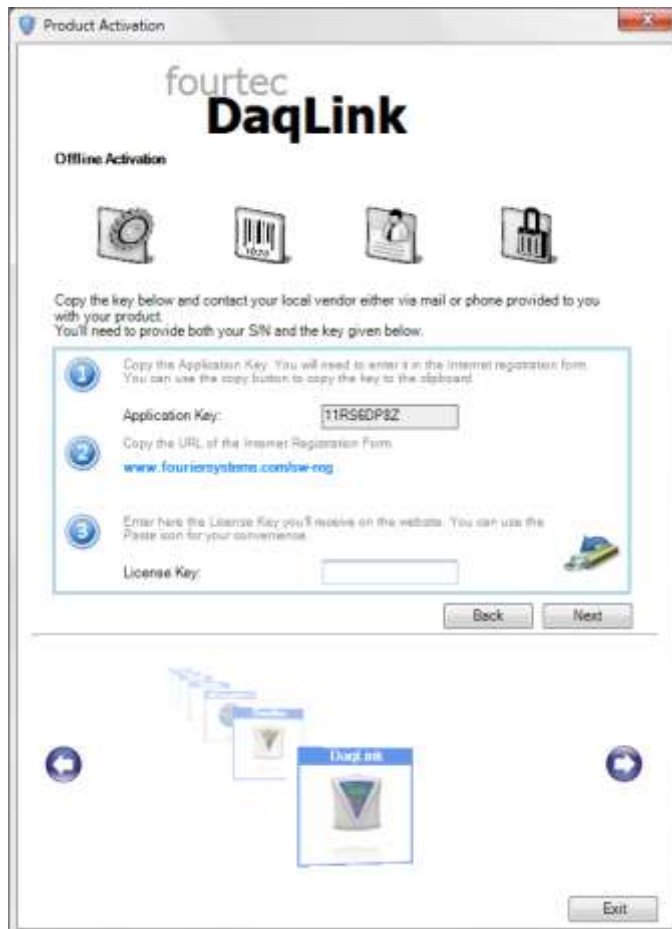 Product Activation
fourtec
DaqLink
Offline Activation
Copy the key below and contact your local vendor either via mail or phone provided to you
with your product.
You'll need to provide both your S/N and the key given below.
1
Copy the Application Key. You will need to enter it in the Internet registration form.
You can use the copy button to copy the key to the clipboard
Application Key:
11RS6DP8Z
2
Copy the URL of the Internet Registration Form
www.fouriersystems.com/sw-reg
3
Enter here the License Key you'll receive on the website. You can use the
Paste icon for your convenience.
License Key:
Back
Next
DaqLink
Exit